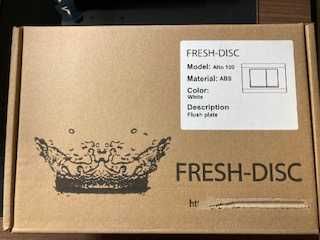 FRESH-DISC
Model: Alto 100
Material: ABS
Color:
White
Description
Flush plate
FRESH-DISC